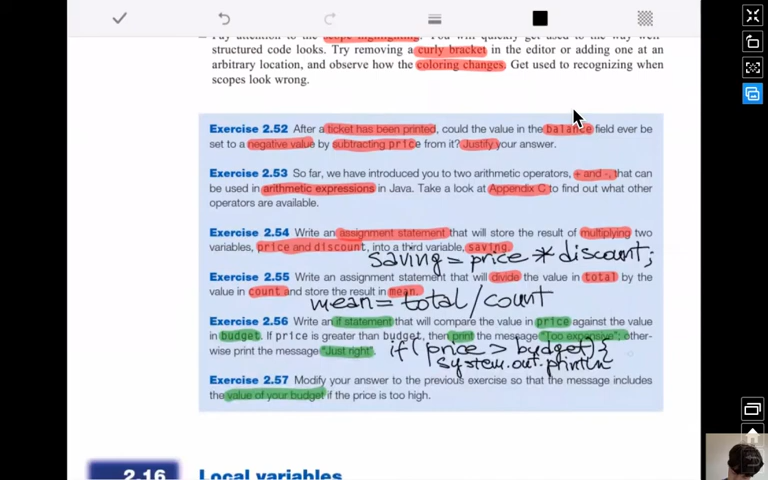 structured code looks. Try removing a curly bracket in the editor or adding one at an
arbitrary location, and observe how the coloring changes. Get used to recognizing when
scopes look wrong.
Exercise 2.52 After a ticket has been printed, could the value in the balance field ever be
set to a negative value by subtracting price from it? Justify your answer.
Exercise 2.53 So far, we have introduced you to two arithmetic operators, + and -, that can
be used in arithmetic expressions in Java. Take a look at Appendix C to find out what other
operators are available.
Exercise 2.54 Write an assignment statement that will store the result of multiplying two
variables, price and discount, into a third variable, saving.
saving = price * discount;
Exercise 2.55 Write an assignment statement that will divide the value in total by the
value in count and store the result in mean.
mean = total / count
Exercise 2.56 Write an if statement that will compare the value in price against the value
in budget. If price is greater than budget, then print the message "Too expensive"; other-
wise print the message "Just right".
if (price > budget) {
System.out.println
Exercise 2.57 Modify your answer to the previous exercise so that the message includes
the value of your budget if the price is too high.
2.16 Local variables